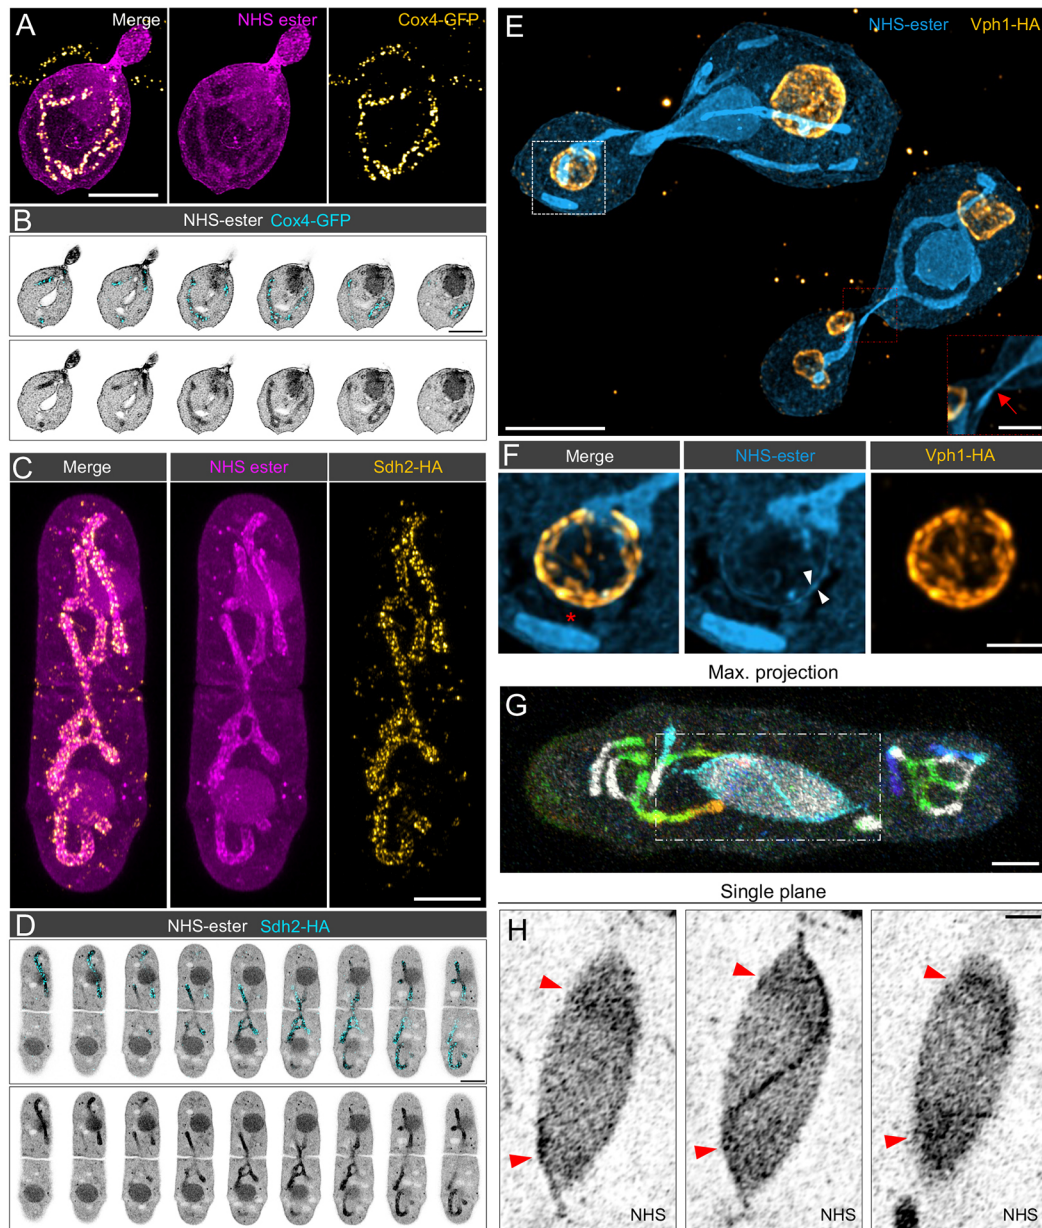 A
Merge
NHS ester
Cox4-GFP
B
NHS-ester Cox4-GFP
C
Merge
NHS ester
Sdh2-HA
D
NHS-ester Sdh2-HA
E
NHS-ester Vph1-HA
F
Merge
NHS-ester
Vph1-HA
*
Max. projection
G
Single plane
H
NHS
NHS
NHS